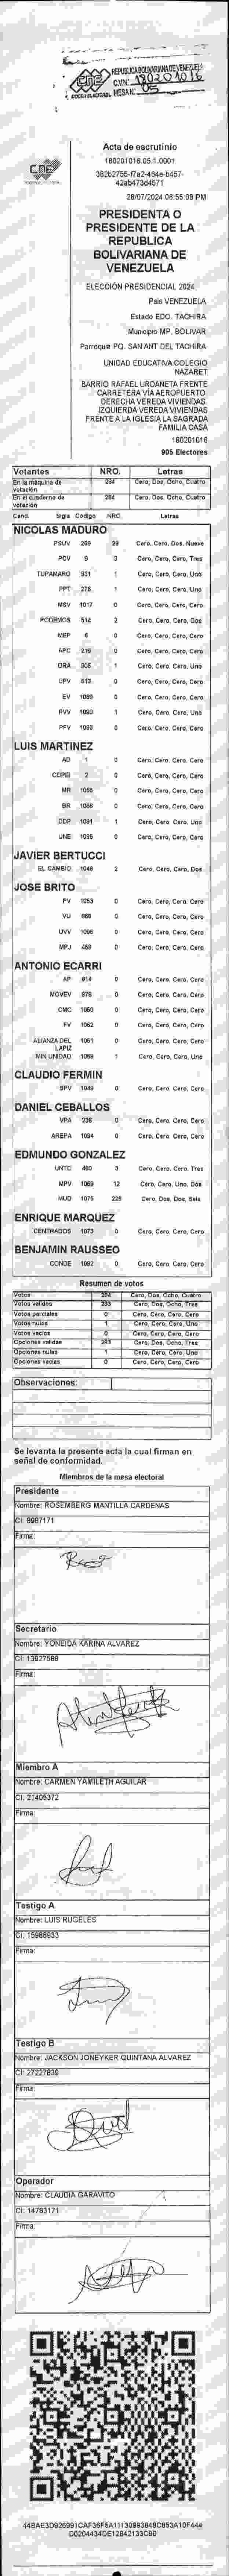 REPUBLICA BOLIVARIANA DE VENEZUELA
CNE
C.V.N°: 180201016
MESA N°: 05
Acta de escrutinio
180201016.05.1.0001
28/07/2024 06:55:08 PM
CNE
PRESIDENTA O
PRESIDENTE DE LA
REPUBLICA
BOLIVARIANA DE
VENEZUELA
ELECCIÓN PRESIDENCIAL 2024
País VENEZUELA
Estado EDO. TACHIRA
Municipio MP. BOLIVAR
Parroquia PQ. SAN ANT DEL TACHIRA
UNIDAD EDUCATIVA COLEGIO
NAZARET
BARRIO RAFAEL URDANETA FRENTE
CARRETERA VÍA AEROPUERTO
DERECHA VEREDA VIVIENDAS
IZQUIERDA VEREDA VIVIENDAS
FRENTE A LA IGLESIA LA SAGRADA
FAMILIA CASA
180201016
905 Electores
Votantes NRO. Letras
En la máquina de votación 284 Cero, Dos, Ocho, Cuatro
En el cuaderno de votación 284 Cero, Dos, Ocho, Cuatro
Cand. Sigla Código NRO. Letras
NICOLAS MADURO
PSUV 269 29 Cero, Cero, Dos, Nueve
PCV 9 3 Cero, Cero, Cero, Tres
TUPAMARO 931 1 Cero, Cero, Cero, Uno
PPT 276 1 Cero, Cero, Cero, Uno
MSV 1017 0 Cero, Cero, Cero, Cero
PODEMOS 514 2 Cero, Cero, Cero, Dos
MEP 6 0 Cero, Cero, Cero, Cero
APC 219 0 Cero, Cero, Cero, Cero
ORA 905 1 Cero, Cero, Cero, Uno
UPV 613 0 Cero, Cero, Cero, Cero
EV 1089 0 Cero, Cero, Cero, Cero
PVV 1090 1 Cero, Cero, Cero, Uno
PFV 1093 0 Cero, Cero, Cero, Cero
LUIS MARTINEZ
AD 1 0 Cero, Cero, Cero, Cero
COPEI 2 0 Cero, Cero, Cero, Cero
MR 1065 0 Cero, Cero, Cero, Cero
BR 1066 0 Cero, Cero, Cero, Cero
DDP 1091 1 Cero, Cero, Cero, Uno
UNE 1095 0 Cero, Cero, Cero, Cero
JAVIER BERTUCCI
EL CAMBIO 1048 2 Cero, Cero, Cero, Dos
JOSE BRITO
PV 1053 0 Cero, Cero, Cero, Cero
VU 668 0 Cero, Cero, Cero, Cero
UVV 1096 0 Cero, Cero, Cero, Cero
MPJ 458 0 Cero, Cero, Cero, Cero
ANTONIO ECARRI
AP 914 0 Cero, Cero, Cero, Cero
MOVEV 978 0 Cero, Cero, Cero, Cero
CMC 1050 0 Cero, Cero, Cero, Cero
FV 1052 0 Cero, Cero, Cero, Cero
ALIANZA DEL LAPIZ 1061 0 Cero, Cero, Cero, Cero
MIN UNIDAD 1069 1 Cero, Cero, Cero, Uno
CLAUDIO FERMIN
SPV 1049 0 Cero, Cero, Cero, Cero
DANIEL CEBALLOS
VPA 236 0 Cero, Cero, Cero, Cero
AREPA 1094 0 Cero, Cero, Cero, Cero
EDMUNDO GONZALEZ
UNTC 480 3 Cero, Cero, Cero, Tres
MPV 1069 12 Cero, Cero, Uno, Dos
MUD 1075 226 Cero, Dos, Dos, Seis
ENRIQUE MARQUEZ
CENTRADOS 1073 0 Cero, Cero, Cero, Cero
BENJAMIN RAUSSEO
CONDE 1092 0 Cero, Cero, Cero, Cero
Resumen de votos
Votos 284 Cero, Dos, Ocho, Cuatro
Votos validos 283 Cero, Dos, Ocho, Tres
Votos parciales 0 Cero, Cero, Cero, Cero
Votos nulos 1 Cero, Cero, Cero, Uno
Votos vacíos 0 Cero, Cero, Cero, Cero
Opciones validas 283 Cero, Dos, Ocho, Tres
Opciones nulas 1 Cero, Cero, Cero, Uno
Opciones vacías 0 Cero, Cero, Cero, Cero
Observaciones:
Se levanta la presente acta la cual firman en
señal de conformidad.
Miembros de la mesa electoral
Presidente
Nombre: ROSEMBERG MANTILLA CARDENAS
CI: 8987171
Firma:
Secretario
Nombre: YONEIDA KARINA ALVAREZ
CI: 13927588
Firma:
Miembro A
Nombre: CARMEN YAMILETH AGUILAR
CI: 21405372
Firma:
Testigo A
Nombre: LUIS RUGELES
CI: 15988933
Firma:
Testigo B
Nombre: JACKSON JONEYKER QUINTANA ALVAREZ
CI: 27227839
Firma:
Operador
Nombre: CLAUDIA GARAVITO
CI: 14783171
Firma: